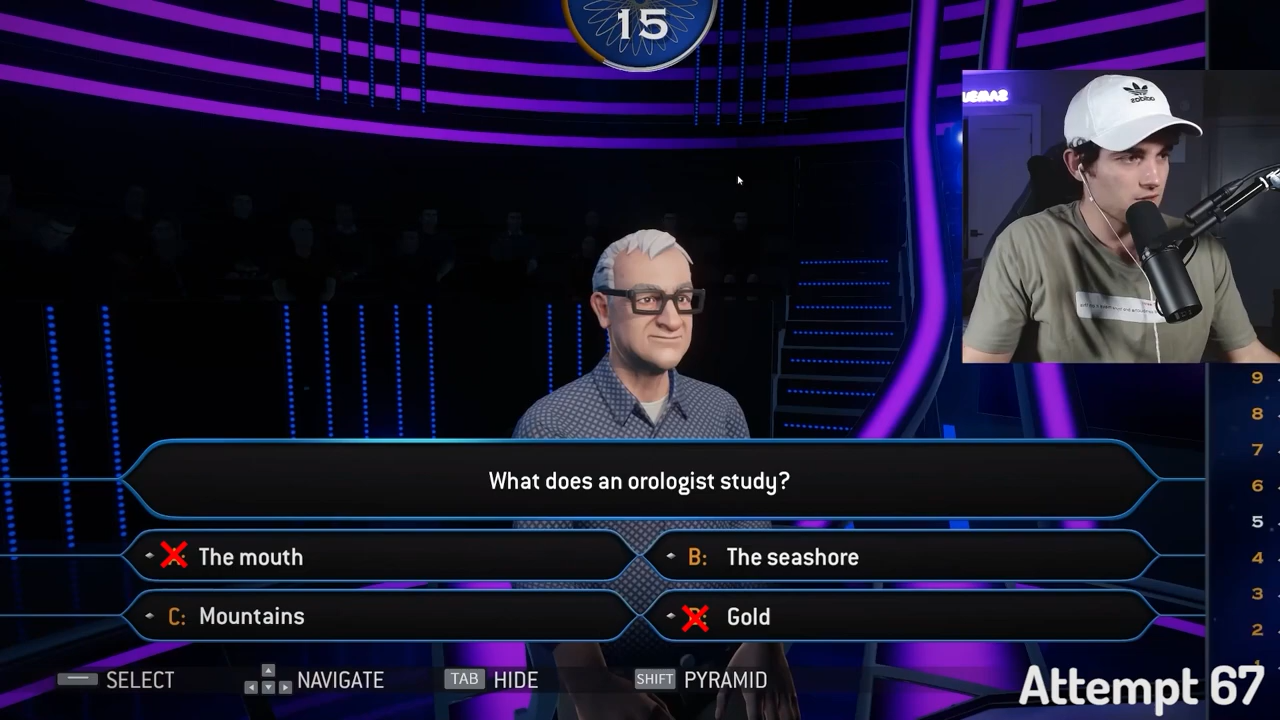 15
What does an orologist study?
The mouth
B: The seashore
C: Mountains
Gold
9
8
7
6
5
4
3
2
SELECT
NAVIGATE
TAB HIDE
SHIFT PYRAMID
Attempt 67